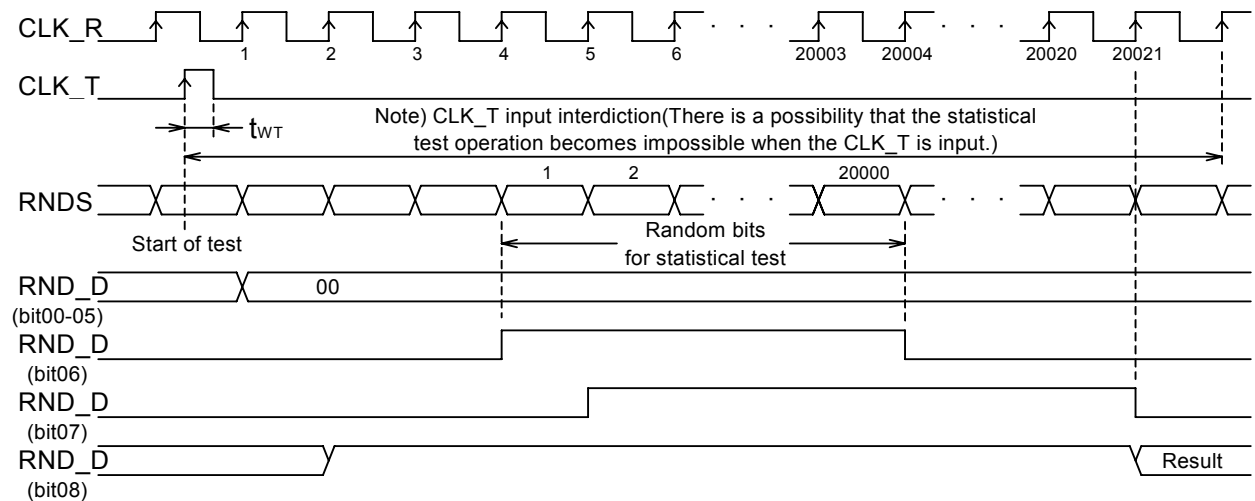 CLK_R
1 2 3 4 5 6 · · · 20003 20004 · · · 20020 20021
CLK_T
tWT
Note) CLK_T input interdiction(There is a possibility that the statistical
test operation becomes impossible when the CLK_T is input.)
1 2 20000
RNDS · · · · · ·
Start of test
Random bits
for statistical test
RND_D 00
(bit00-05)
RND_D
(bit06)
RND_D
(bit07)
RND_D Result
(bit08)